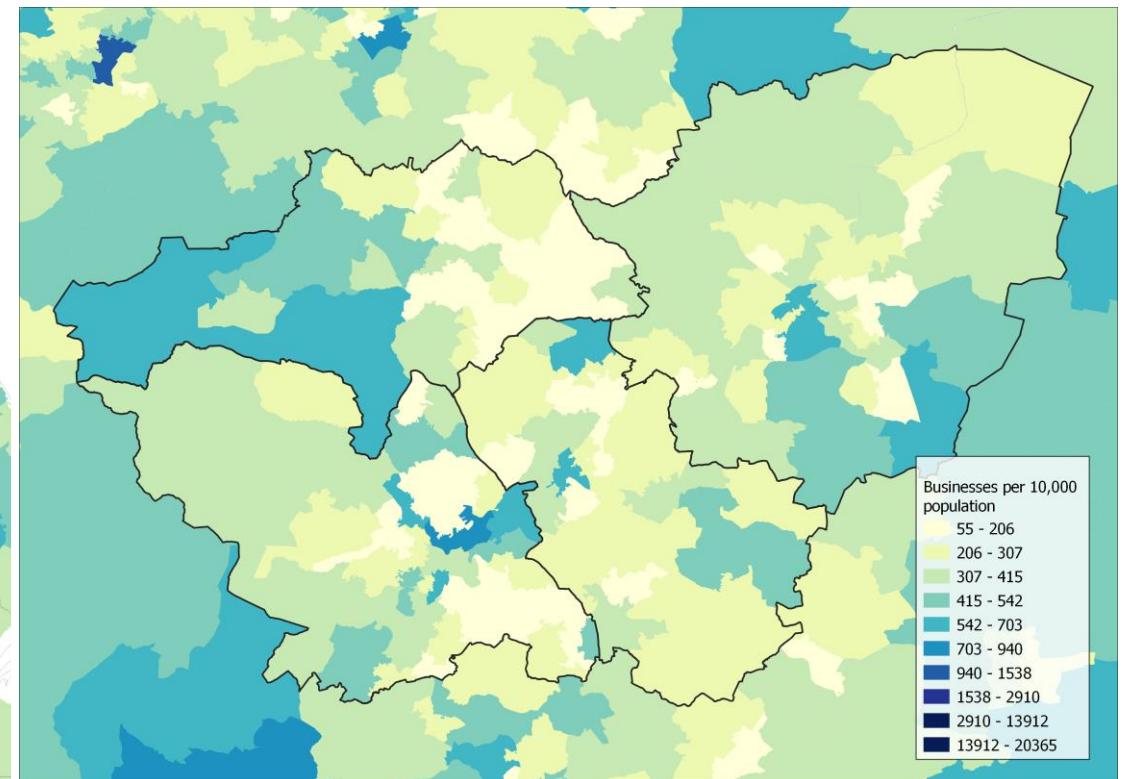 Businesses per 10,000
population
55 - 206
206 - 307
307 - 415
415 - 542
542 - 703
703 - 940
940 - 1538
1538 - 2910
2910 - 13912
13912 - 20365